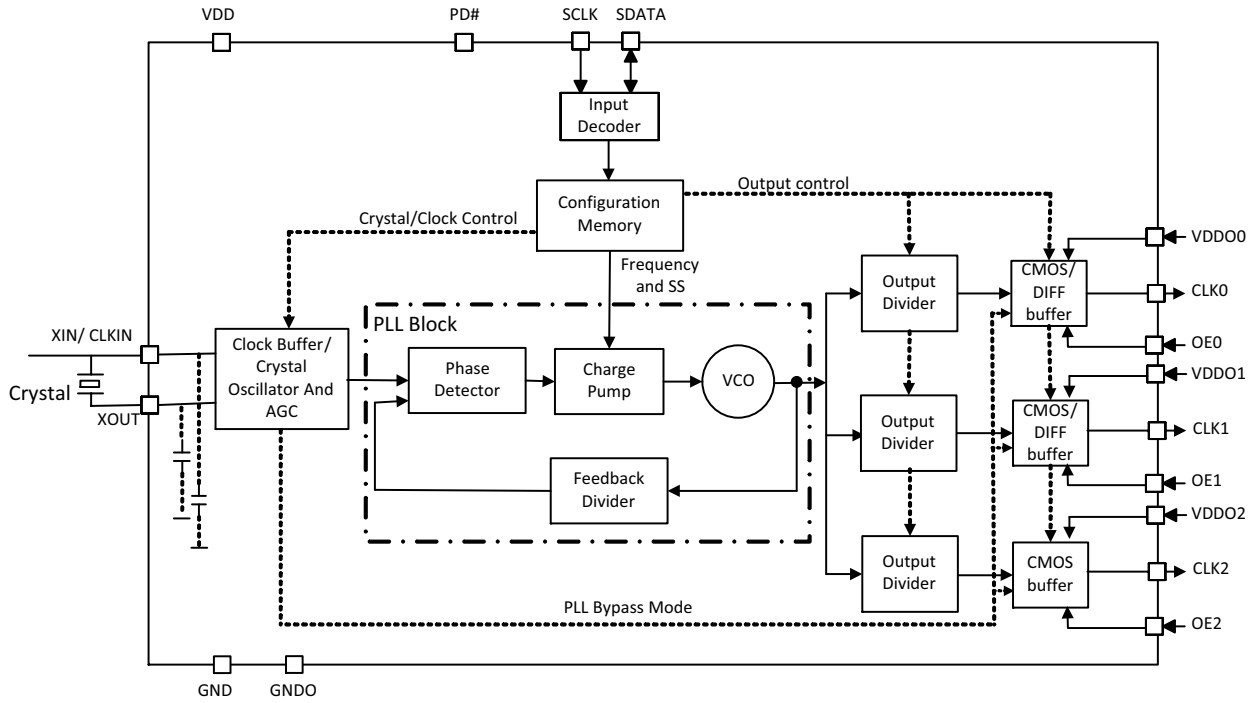 VDD
PD#
SCLK
SDATA
Input
Decoder
Output control
Configuration
Memory
Crystal/Clock Control
VDDO0
Frequency
and SS
CMOS/
DIFF
buffer
Output
Divider
CLK0
PLL Block
XIN/ CLKIN
Clock Buffer/
Crystal
Oscillator And
AGC
OE0
Phase
Detector
Charge
Pump
VCO
VDDO1
Crystal
XOUT
CMOS/
DIFF
buffer
Output
Divider
CLK1
Feedback
Divider
OE1
VDDO2
Output
Divider
CMOS
buffer
CLK2
PLL Bypass Mode
OE2
GND
GNDO